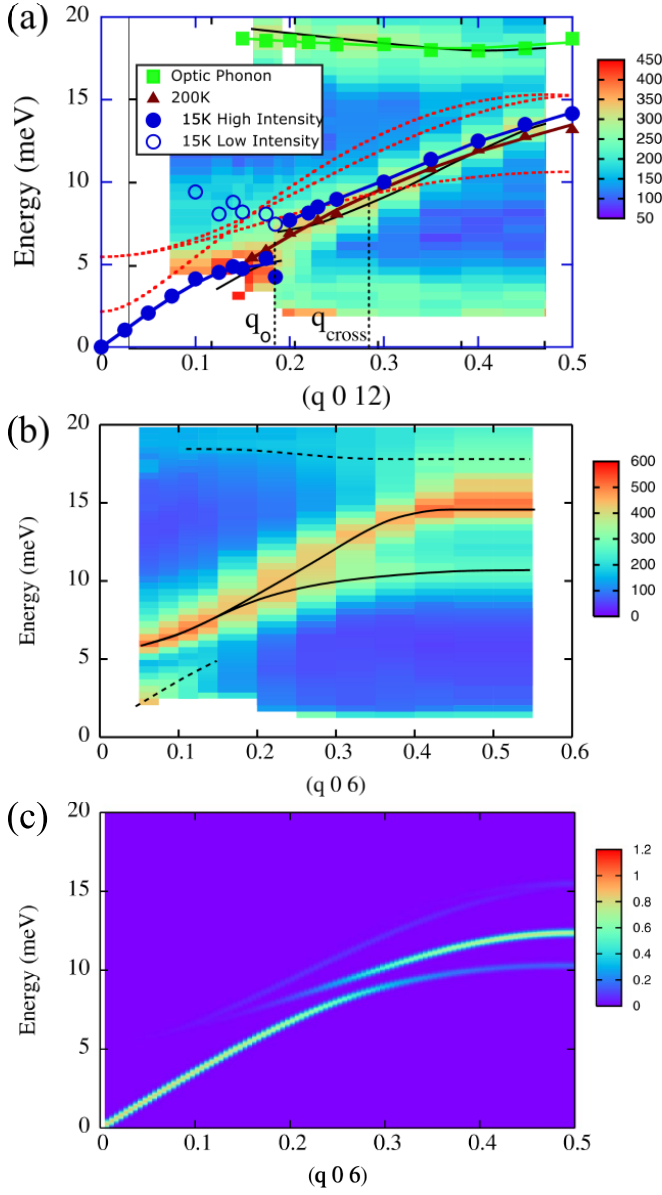 (a)
20
15
10
5
0
Energy (meV)
Optic Phonon
200K
15K High Intensity
15K Low Intensity
q_o
q_cross
0 0.1 0.2 0.3 0.4 0.5
(q 0 12)
450
400
350
300
250
200
150
100
50
(b)
20
15
10
5
0
Energy (meV)
0 0.1 0.2 0.3 0.4 0.5 0.6
(q 0 6)
600
500
400
300
200
100
0
(c)
20
15
10
5
0
Energy (meV)
0 0.1 0.2 0.3 0.4 0.5
(q 0 6)
1.2
1
0.8
0.6
0.4
0.2
0